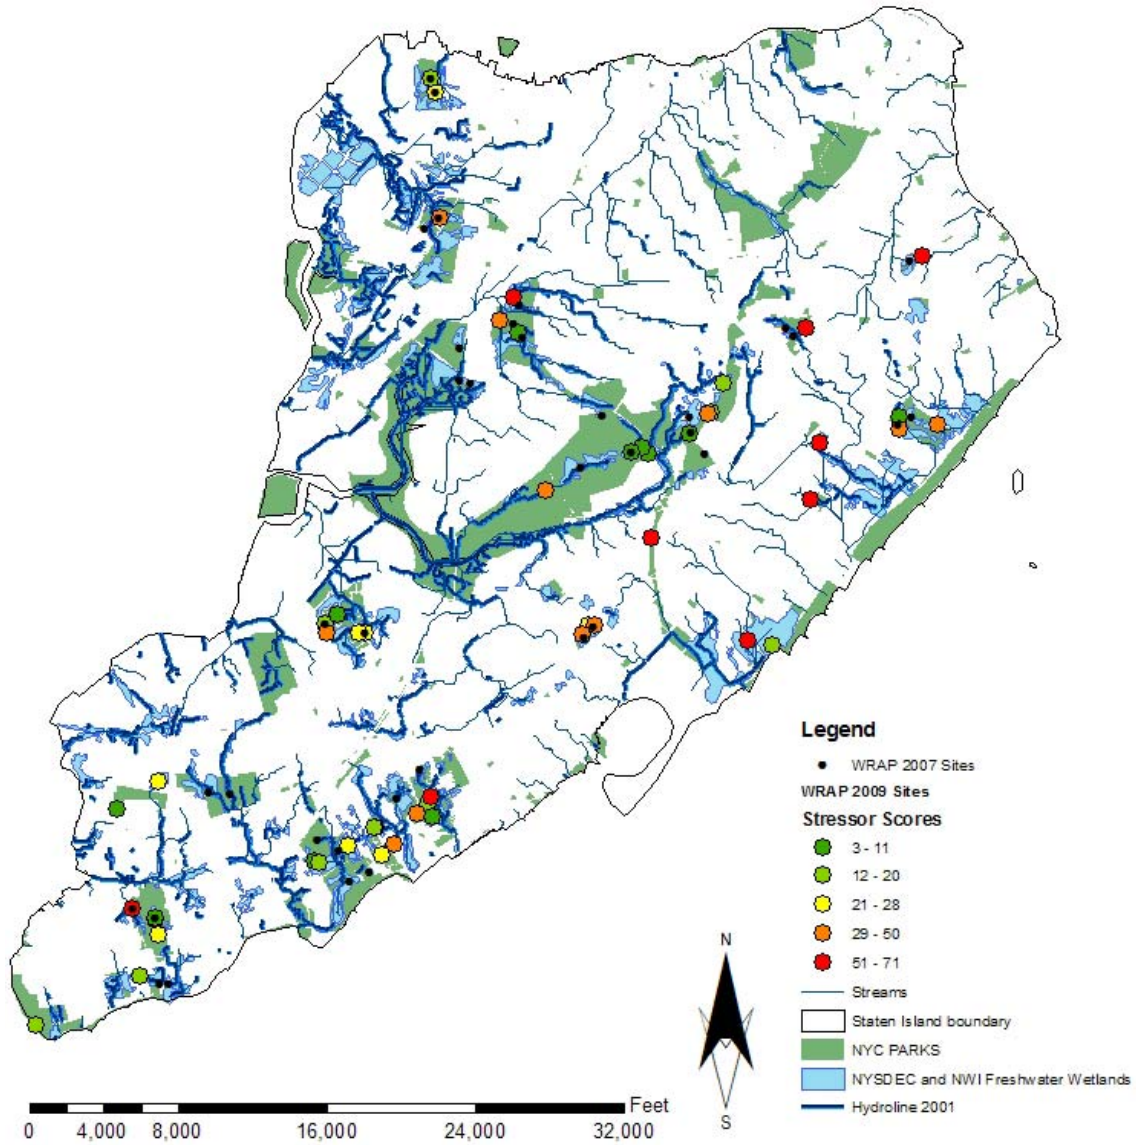 Legend
WRAP 2007 Sites
WRAP 2009 Sites
Stressor Scores
3 - 11
12 - 20
21 - 28
29 - 50
51 - 71
Streams
Staten Island boundary
NYC PARKS
NYSDEC and NWI Freshwater Wetlands
Hydroline 2001
N
S
Feet
0 4,000 8,000 16,000 24,000 32,000